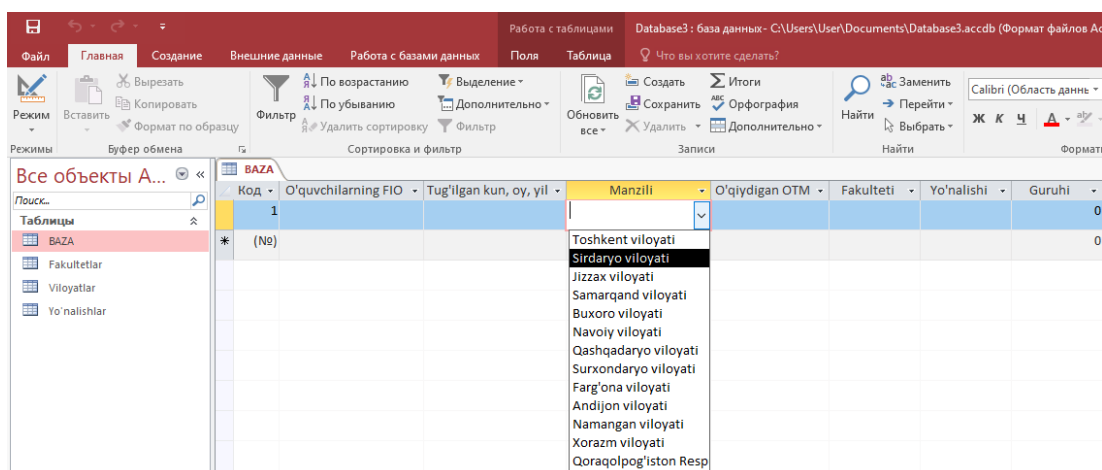 Работа с таблицами
Database3 : база данных- C:\Users\User\Documents\Database3.accdb (Формат файлов Ac
Файл Главная Создание Внешние данные Работа с базами данных Поля Таблица Что вы хотите сделать?
Режим
Вставить
Вырезать
Копировать
Формат по образцу
Фильтр
По возрастанию
По убыванию
Удалить сортировку
Выделение
Дополнительно
Фильтр
Обновить
все
Создать
Сохранить
Удалить
Итоги
Орфография
Дополнительно
Найти
Заменить
Перейти
Выбрать
Calibri (Область даннь
Ж К Ч А
Режимы Буфер обмена Сортировка и фильтр Записи Найти Формати
Все объекты A... «
Поиск...
Таблицы
BAZA
Fakultetlar
Viloyatlar
Yo'nalishlar
BAZA
Код O'quvchilarning FIO Tug'ilgan kun, oy, yil Manzili O'qiydigan OTM Fakulteti Yo'nalishi Guruhi
1 0
(№) 0
Toshkent viloyati
Sirdaryo viloyati
Jizzax viloyati
Samarqand viloyati
Buxoro viloyati
Navoiy viloyati
Qashqadaryo viloyati
Surxondaryo viloyati
Farg'ona viloyati
Andijon viloyati
Namangan viloyati
Xorazm viloyati
Qoraqolpog'iston Resp